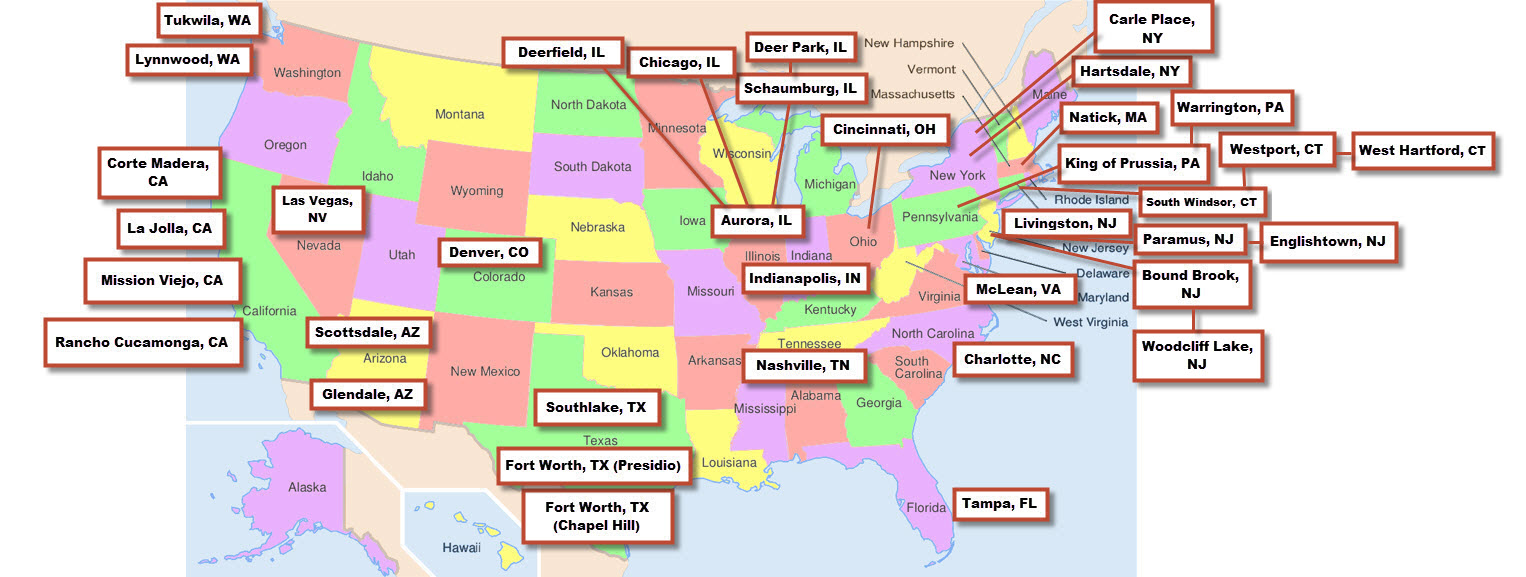 Tukwila, WA
Lynnwood, WA
Corte Madera,
CA
La Jolla, CA
Mission Viejo, CA
Rancho Cucamonga, CA
Las Vegas,
NV
Scottsdale, AZ
Glendale, AZ
Denver, CO
Southlake, TX
Fort Worth, TX (Presidio)
Fort Worth, TX
(Chapel Hill)
Deerfield, IL
Chicago, IL
Deer Park, IL
Schaumburg, IL
Aurora, IL
Cincinnati, OH
Indianapolis, IN
Nashville, TN
McLean, VA
Charlotte, NC
Tampa, FL
Carle Place,
NY
Hartsdale, NY
Natick, MA
Warrington, PA
King of Prussia, PA
Westport, CT
West Hartford, CT
South Windsor, CT
Livingston, NJ
Paramus, NJ
Englishtown, NJ
Bound Brook,
NJ
Woodcliff Lake,
NJ
Washington
Oregon
California
Nevada
Idaho
Montana
Wyoming
Utah
Colorado
Arizona
New Mexico
North Dakota
South Dakota
Nebraska
Kansas
Oklahoma
Texas
Minnesota
Iowa
Missouri
Arkansas
Louisiana
Wisconsin
Illinois
Michigan
Indiana
Ohio
Kentucky
Tennessee
Mississippi
Alabama
Georgia
Florida
South
Carolina
North Carolina
Virginia
West Virginia
Maryland
Delaware
New Jersey
Pennsylvania
New York
Rhode Island
Massachusetts
Vermont
New Hampshire
Maine
Alaska
Hawaii